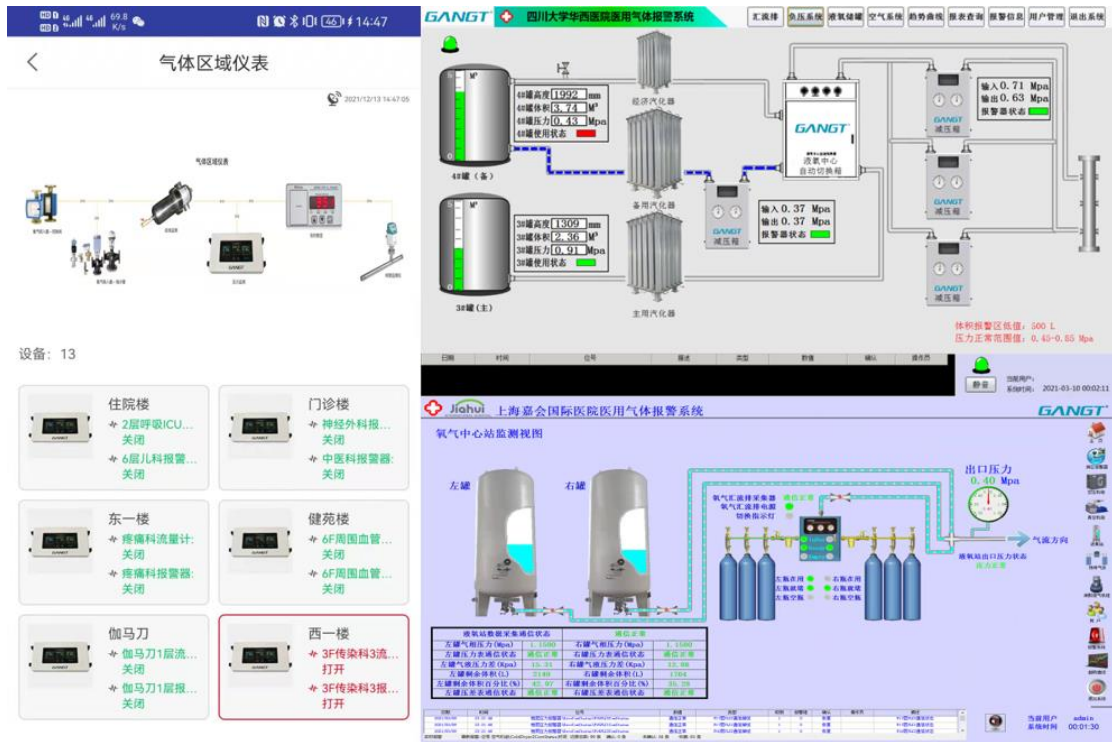 69.8
K/s
46
14:47
气体区域仪表
2021/12/13 14:47:05
气体区域仪表
GANGT
设备：13
住院楼
2层呼吸ICU...
关闭
6层儿科报警...
关闭
门诊楼
神经外科报...
关闭
中医科报警器:
关闭
东一楼
疼痛科流量计:
关闭
疼痛科报警器:
关闭
健苑楼
6F周围血管...
关闭
6F周围血管...
关闭
伽马刀
伽马刀1层流...
关闭
伽马刀1层报...
关闭
西一楼
3F传染科3流...
打开
3F传染科3报...
打开
GANGT 四川大学华西医院医用气体报警系统
汇流排 负压系统 液氧储罐 空气系统 趋势曲线 报表查询 报警信息 用户管理 退出系统
M³
4#罐高度 1992 mm
4#罐体积 3.74 M³
4#罐压力 0.43 Mpa
4#罐使用状态
4#罐（备）
经济汽化器
M³
3#罐高度 1309 mm
3#罐体积 2.36 M³
3#罐压力 0.91 Mpa
3#罐使用状态
3#罐（主）
备用汽化器
主用汽化器
GANGT
减压箱
输入 0.37 Mpa
输出 0.37 Mpa
报警器状态
GANGT
液氧中心
自动切换箱
GANGT
减压箱
输入 0.71 Mpa
输出 0.63 Mpa
报警器状态
GANGT
减压箱
GANGT
减压箱
体积报警区低值: 500 L
压力正常范围值: 0.45-0.85 Mpa
日期 时间 位号 描述 类型 数值 确认 操作员
静音
当前用户:
系统时间: 2021-03-10 00:02:11
Jiahui 上海嘉会国际医院医用气体报警系统
GANGT
氧气中心站监测视图
左罐
右罐
氧气汇流排采集器 通信正常
氧气汇流排电源
切换指示灯
左瓶在用 右瓶在用
左瓶就绪 右瓶就绪
左瓶空瓶 右瓶空瓶
出口压力
0.40 Mpa
气流方向
液氧站出口压力状态
压力正常
液氧站数据采集通信状态 通信正常
左罐气相压力(Mpa) 1.1500 右罐气相压力(Mpa) 1.1500
左罐压力表通信状态 通信正常 右罐压力表通信状态 通信正常
左罐气液压力差(Kpa) 15.31 右罐气液压力差(Kpa)
左罐剩余体积(L) 2149 右罐剩余体积(L) 1764
左罐剩余体积百分比(%) 42.97 右罐剩余体积百分比(%) 35.28
左罐压差表通信状态 通信正常 右罐压差表通信状态 通信正常
当前用户 admin
系统时间 00:01:30